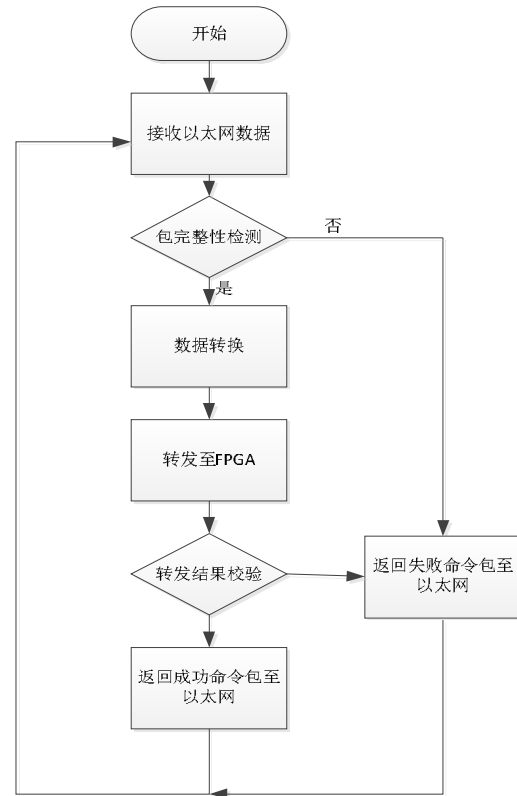 开始
接收以太网数据
包完整性检测
否
是
数据转换
转发至FPGA
转发结果校验
返回失败命令包至
以太网
返回成功命令包至
以太网